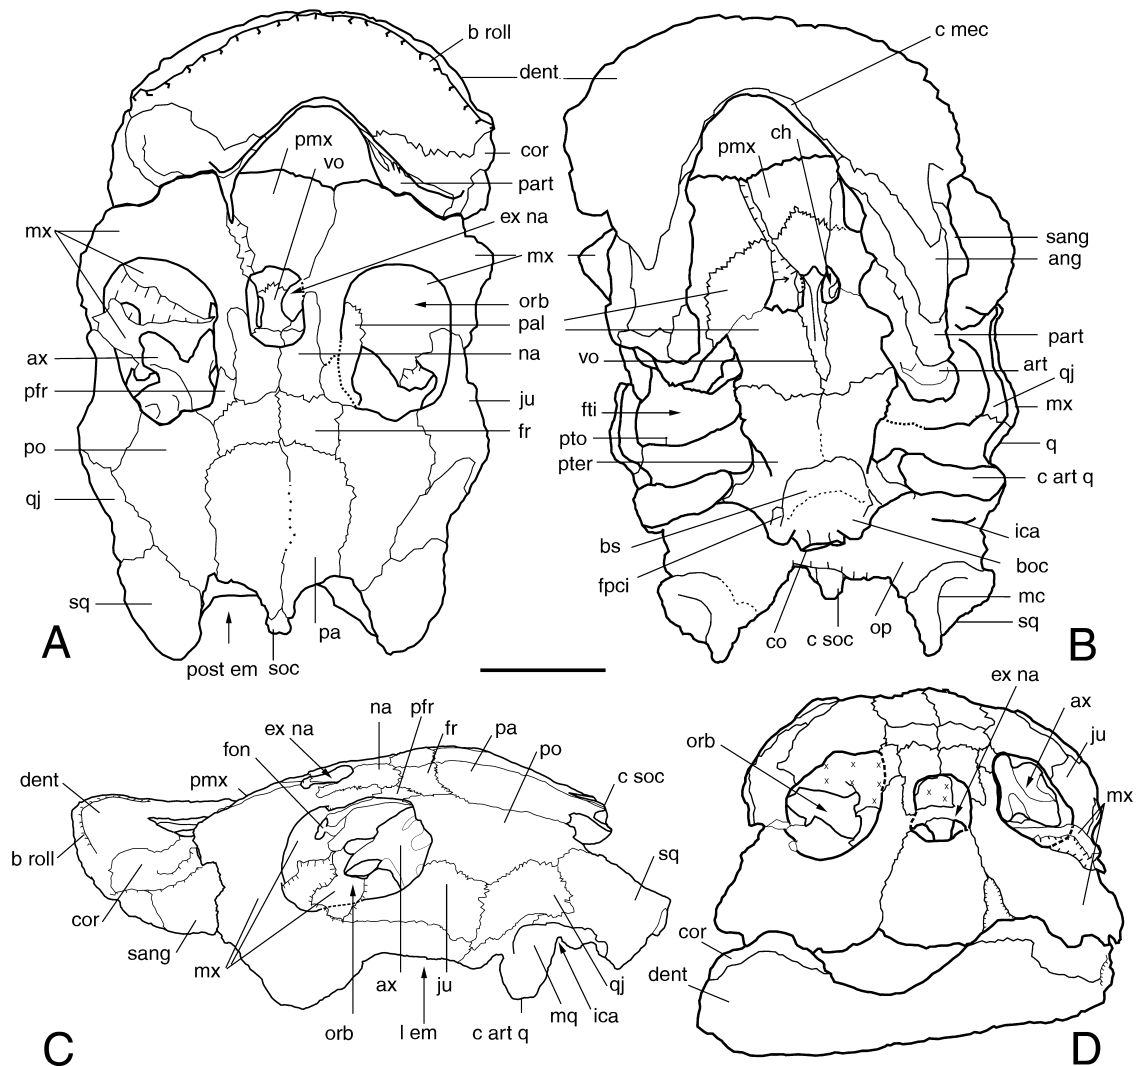 b roll
dent
cor
part
pmx
vo
ex na
mx
mx
orb
pal
na
ax
pfr
ju
fr
po
qj
sq
A
post em
soc
pa
c mec
ch
pmx
sang
ang
part
vo
art
qj
mx
fti
pto
q
pter
c art q
ica
bs
boc
fpci
mc
sq
co
c soc
op
B
na
pfr
ex na
fr
pa
fon
po
pmx
dent
c soc
b roll
sq
cor
sang
mx
ax
ju
qj
orb
l em
c art q
mq
ica
C
ex na
ax
orb
ju
mx
cor
dent
D